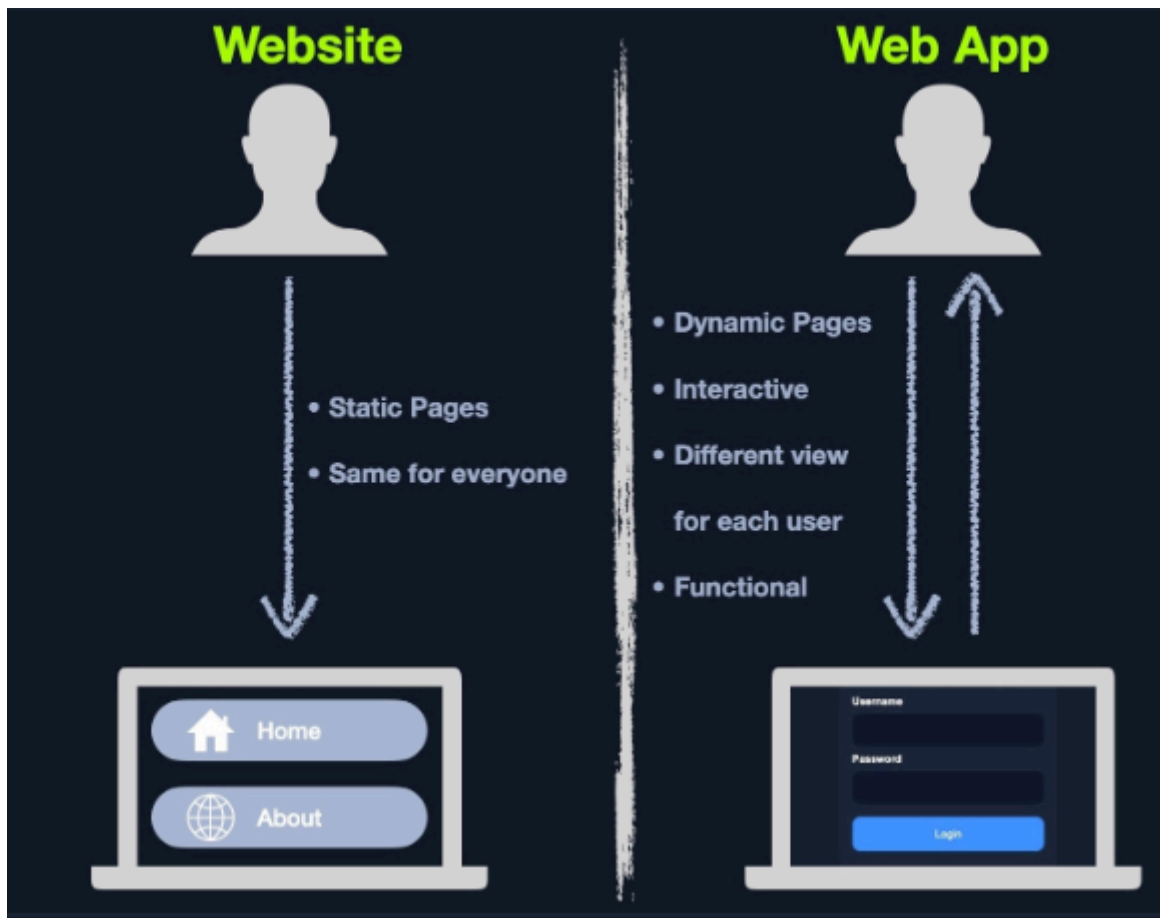 Website
• Static Pages
• Same for everyone
Home
About
Web App
• Dynamic Pages
• Interactive
• Different view
for each user
• Functional
Username
Password
Login